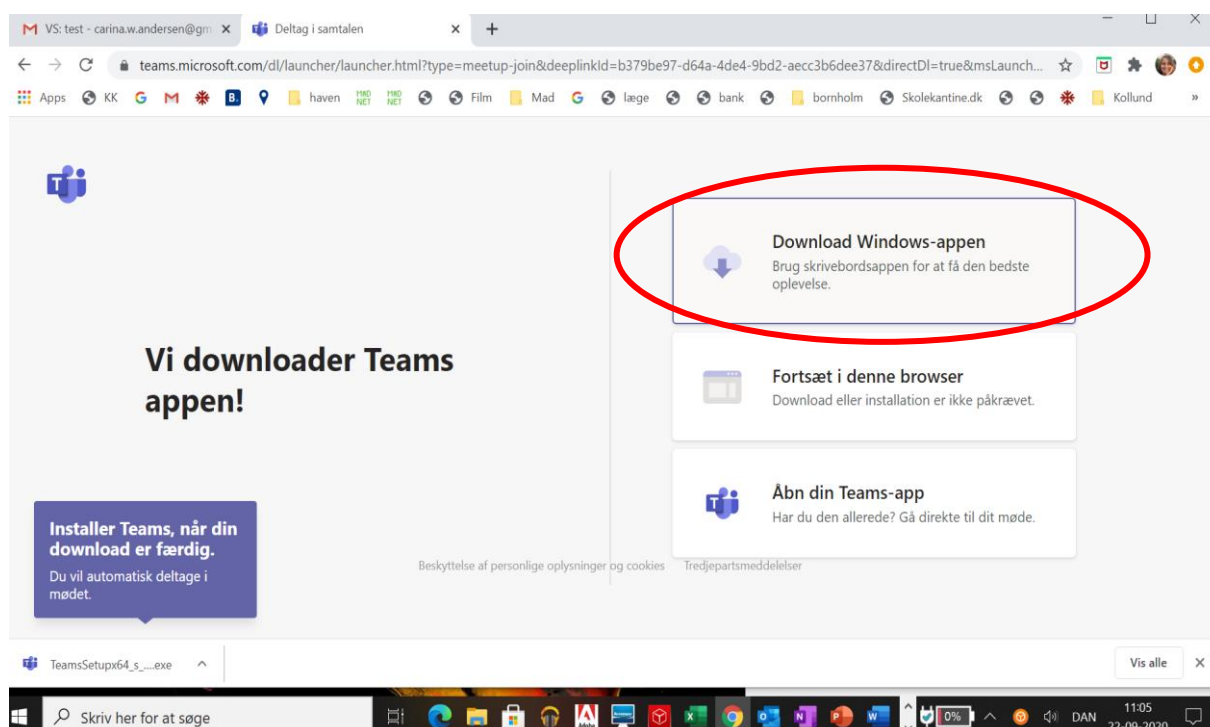 VS: test - carina.w.andersen@gm
Deltag i samtalen
teams.microsoft.com/dl/launcher/launcher.html?type=meetup-join&deeplinkId=b379be97-d64a-4de4-9bd2-aecc3b6dee37&directDl=true&msLaunch...
Apps KK haven Film Mad læge bank bornholm Skolekantine.dk Kollund »
Download Windows-appen
Brug skrivebordsappen for at få den bedste
oplevelse.
Vi downloader Teams
appen!
Fortsæt i denne browser
Download eller installation er ikke påkrævet.
Åbn din Teams-app
Har du den allerede? Gå direkte til dit møde.
Installer Teams, når din
download er færdig.
Du vil automatisk deltage i
mødet.
Beskyttelse af personlige oplysninger og cookies Tredjepartsmeddelelser
TeamsSetupx64_s_....exe
Vis alle
Skriv her for at søge
0%
DAN
11:05
22-09-2020